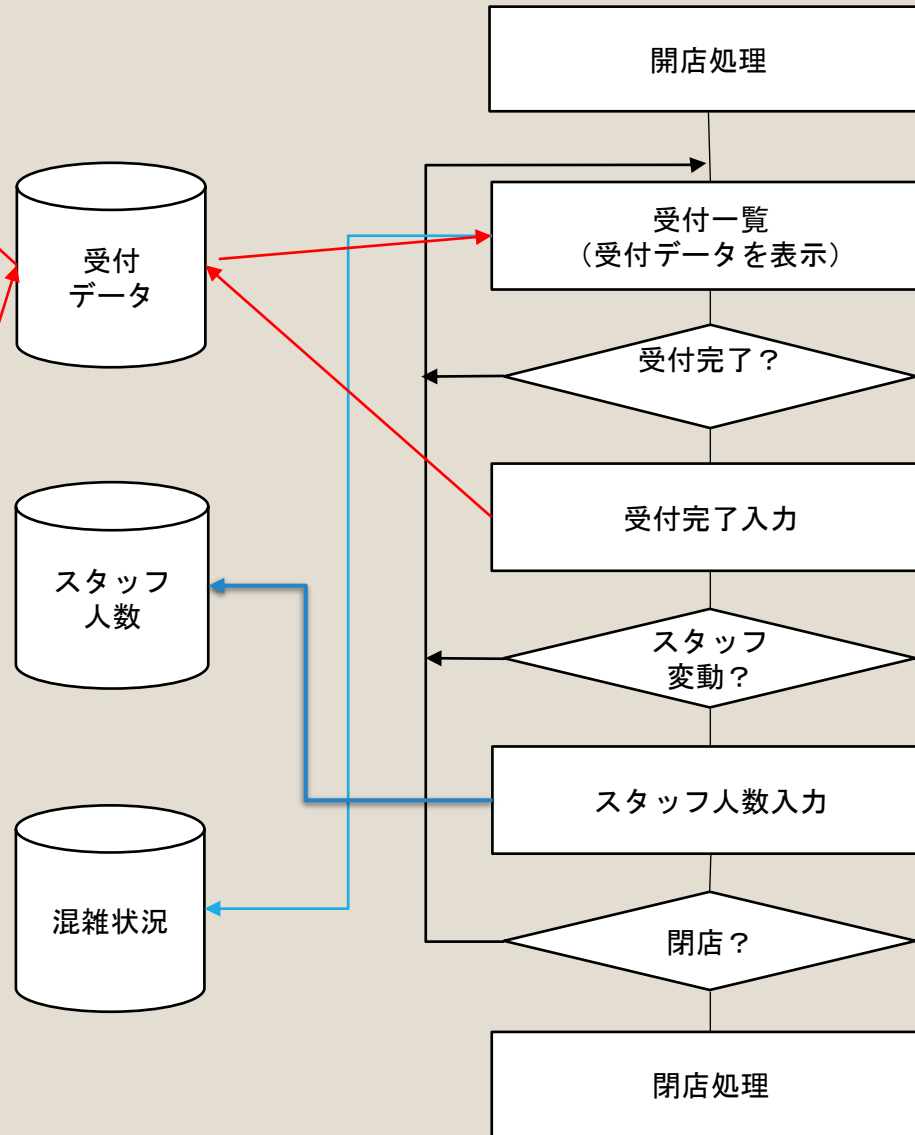 開店処理
受付一覧
(受付データを表示)
受付
データ
受付完了?
受付完了入力
スタッフ
人数
スタッフ
変動?
スタッフ人数入力
混雑状況
閉店?
閉店処理